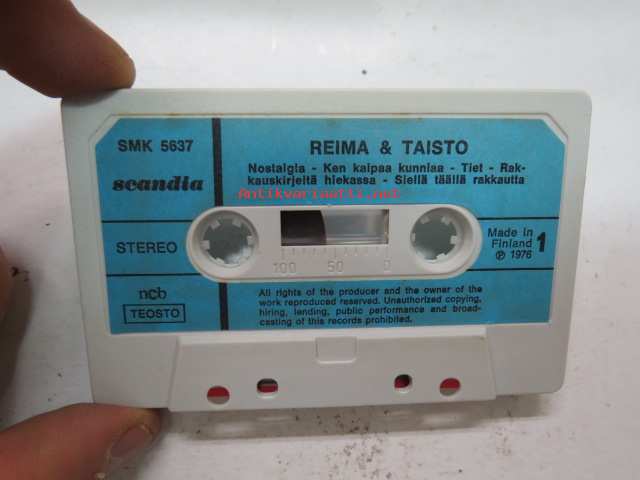 SMK 5637
REIMA & TAISTO
Nostalgia - Ken kaipaa kunniaa - Tiet - Rak-
kauskirjeitä hiekassa - Siellä täällä rakkautta
scandia
Antikvariaatti.net
STEREO
100 50 0
Made in
Finland
℗ 1976
1
ncb
TEOSTO
All rights of the producer and the owner of the
work reproduced reserved. Unauthorized copying,
hiring, lending, public performance and broad-
casting of this records prohibited.